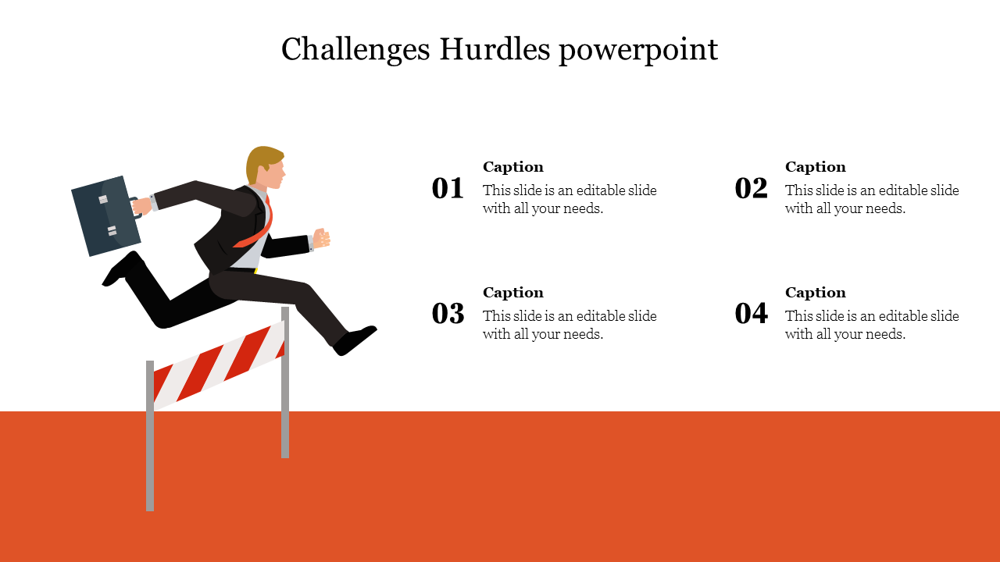 Challenges Hurdles powerpoint
01
Caption
This slide is an editable slide
with all your needs.
02
Caption
This slide is an editable slide
with all your needs.
03
Caption
This slide is an editable slide
with all your needs.
04
Caption
This slide is an editable slide
with all your needs.